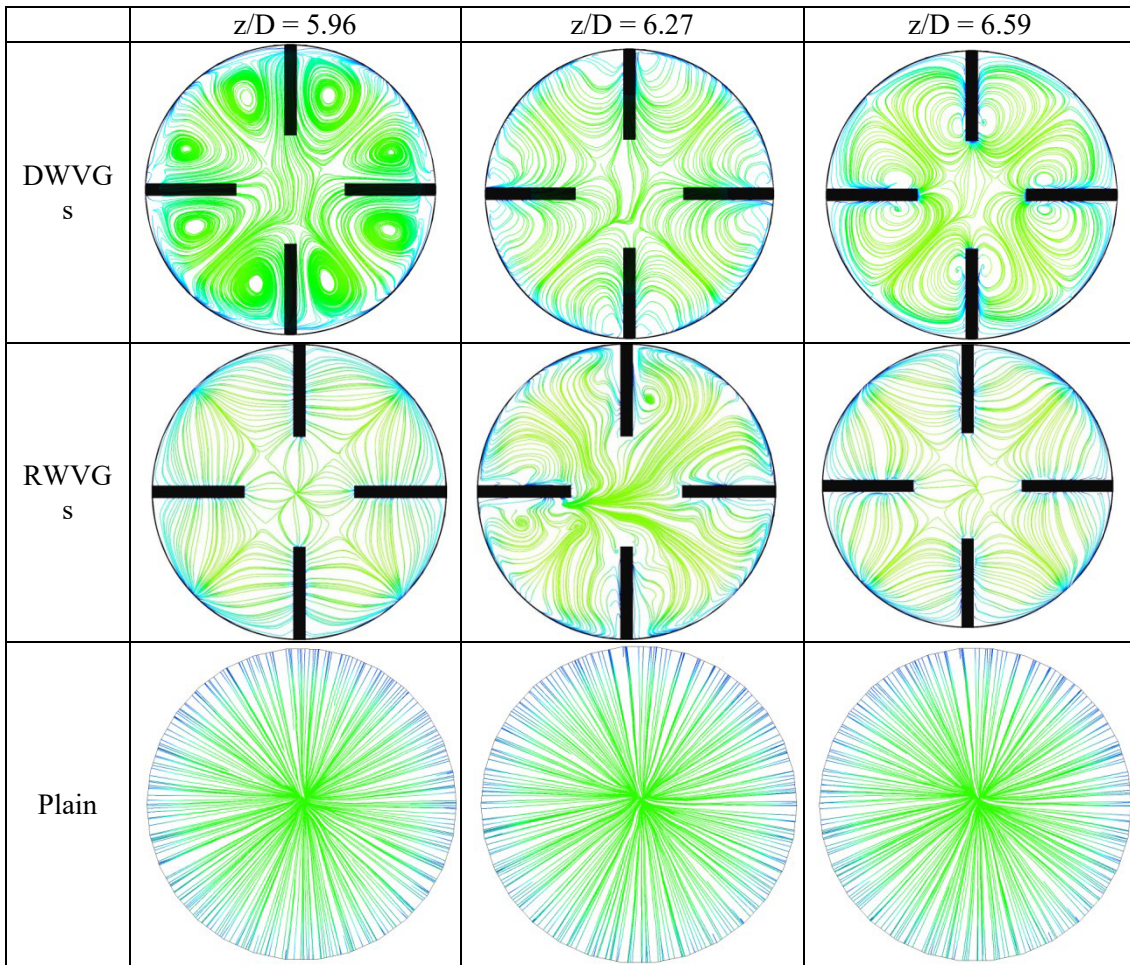 z/D = 5.96 z/D = 6.27 z/D = 6.59
DWVG
s
RWVG
s
Plain